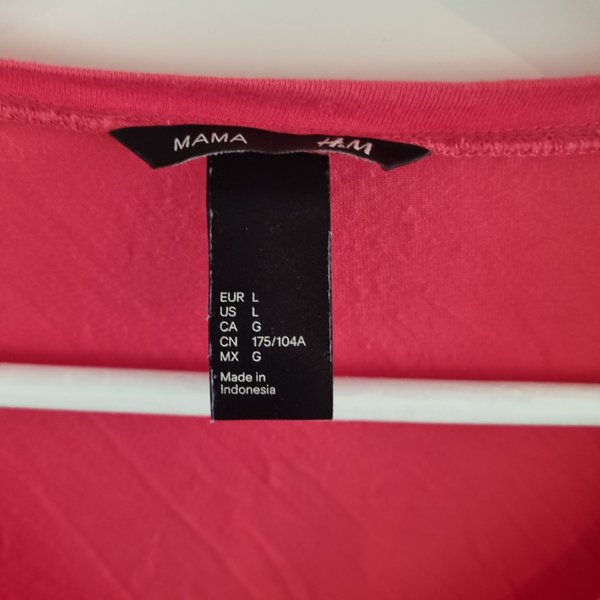 MAMA H&M
EUR L
US L
CA G
CN 175/104A
MX G
Made in
Indonesia